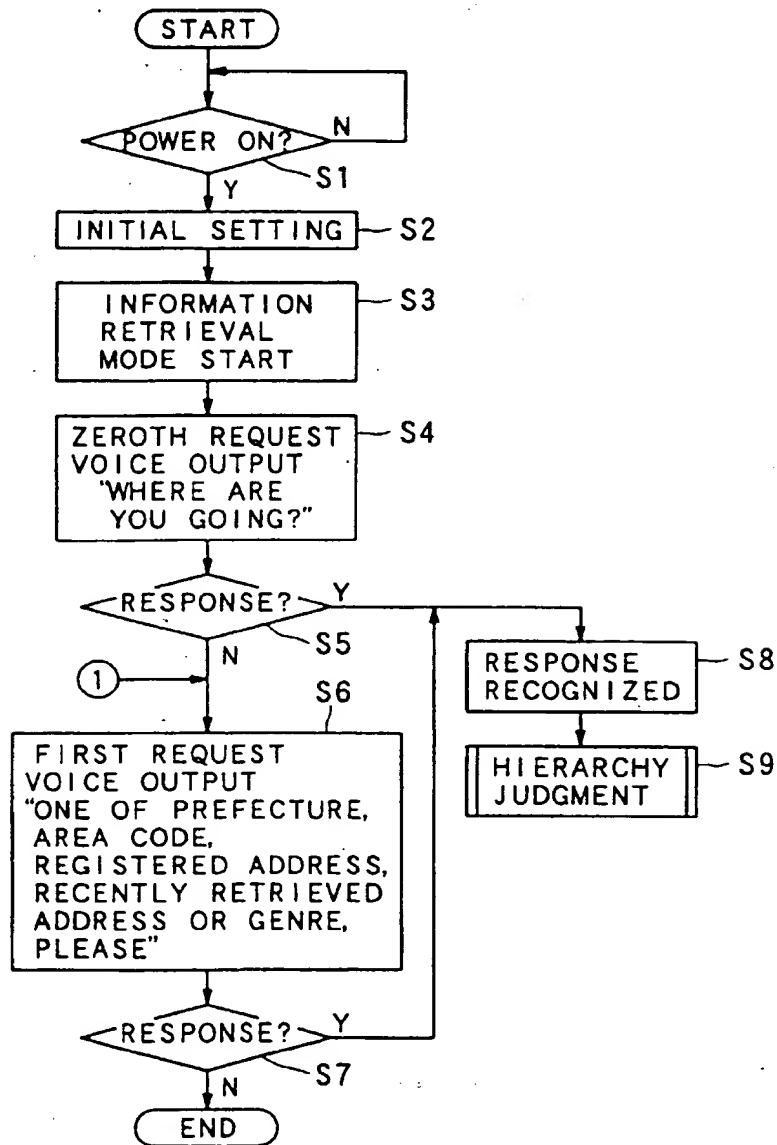 START
POWER ON?
N
S1
Y
INITIAL SETTING
S2
INFORMATION
RETRIEVAL
MODE START
S3
ZEROTH REQUEST
VOICE OUTPUT
"WHERE ARE
YOU GOING?"
S4
RESPONSE?
Y
S5
N
1
S6
FIRST REQUEST
VOICE OUTPUT
"ONE OF PREFECTURE,
AREA CODE,
REGISTERED ADDRESS,
RECENTLY RETRIEVED
ADDRESS OR GENRE,
PLEASE"
RESPONSE?
Y
S7
N
END
RESPONSE
RECOGNIZED
S8
HIERARCHY
JUDGMENT
S9